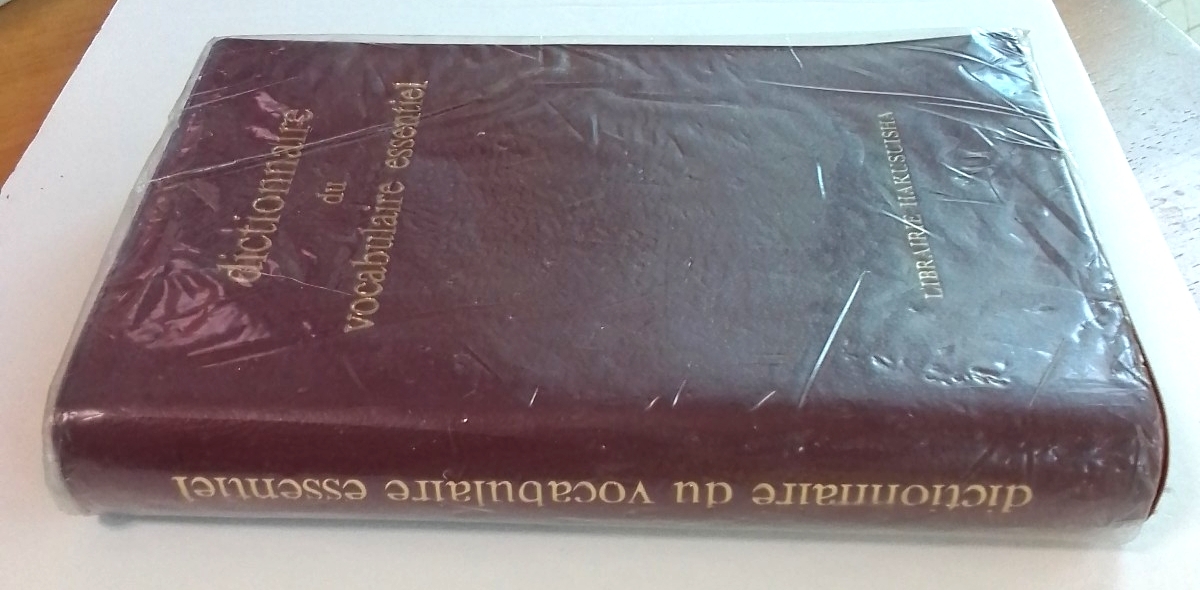 dictionnaire
du
vocabulaire essentiel
LIBRAIRIE HAKUSUISHA
dictionnaire du vocabulaire essentiel